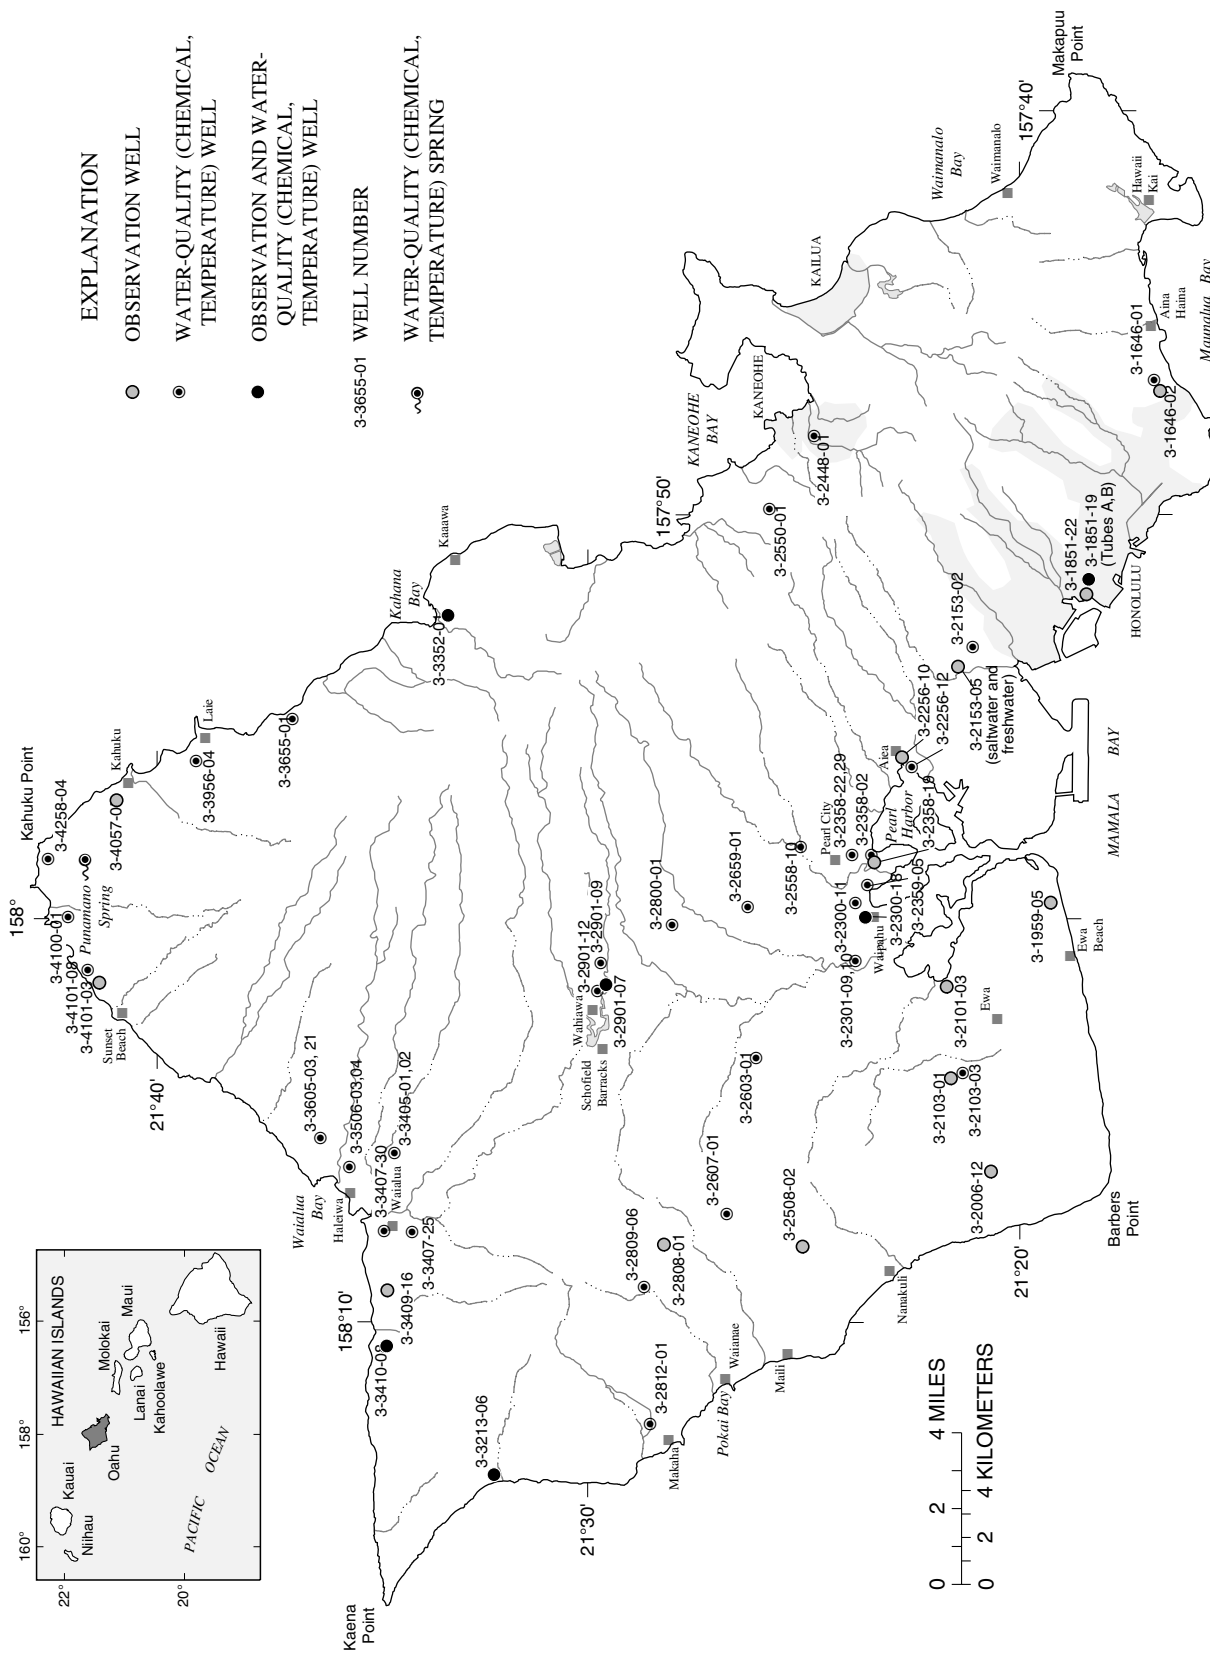 EXPLANATION
OBSERVATION WELL
WATER-QUALITY (CHEMICAL,
TEMPERATURE) WELL
OBSERVATION AND WATER-
QUALITY (CHEMICAL,
TEMPERATURE) WELL
3-3655-01 WELL NUMBER
WATER-QUALITY (CHEMICAL,
TEMPERATURE) SPRING
160°
158°
156°
22°
20°
HAWAIIAN ISLANDS
Niihau
Kauai
Oahu
Molokai
Lanai
Kahoolawe
Maui
Hawaii
PACIFIC OCEAN
Kaena
Point
158°10'
158°
157°50'
157°40'
21°40'
21°30'
21°20'
Kahuku Point
3-4258-04
3-4057-0
3-4100-01
Punamano
Spring
3-4101-08
3-4101-03
Sunset
Beach
Kahuku
Laie
3-3956-04
3-3655-01
3-3352-01
Kahana
Bay
Kaaawa
3-3605-03, 21
3-3506-03,04
3-3405-01,02
Waialua
Bay
Haleiwa
3-3407-30
Waialua
3-3407-25
3-3409-16
3-3410-08
3-3213-06
3-2901-12
3-2901-09
Wahiawa
3-2901-07
Schofield
Barracks
3-2800-01
3-2659-01
3-2603-01
3-2607-01
3-2809-06
3-2808-01
3-2812-01
Makaha
Pokai Bay
Waianae
Maili
3-2508-02
Nanakuli
3-2558-10
Pearl City
3-2358-22,29
3-2358-02
Pearl
Harbor
3-2358-19
3-2300-11
3-2300-18
3-2359-05
Waipahu
3-2301-09,10
Aiea
3-2256-10
3-2256-12
3-2153-05
(saltwater and
freshwater)
3-2153-02
KANEOHE
BAY
KANEOHE
3-2448-01
3-2550-01
KAILUA
Waimanalo
Bay
Waimanalo
Makapuu
Point
Hawaii
Kai
Aina
Haina
Maunalua Bay
3-1646-01
3-1646-02
3-1851-22
3-1851-19
(Tubes A,B)
HONOLULU
MAMALA BAY
3-1959-05
Ewa
Beach
Ewa
3-2101-03
3-2103-01
3-2103-03
3-2006-12
Barbers
Point
0 2 4 MILES
0 2 4 KILOMETERS